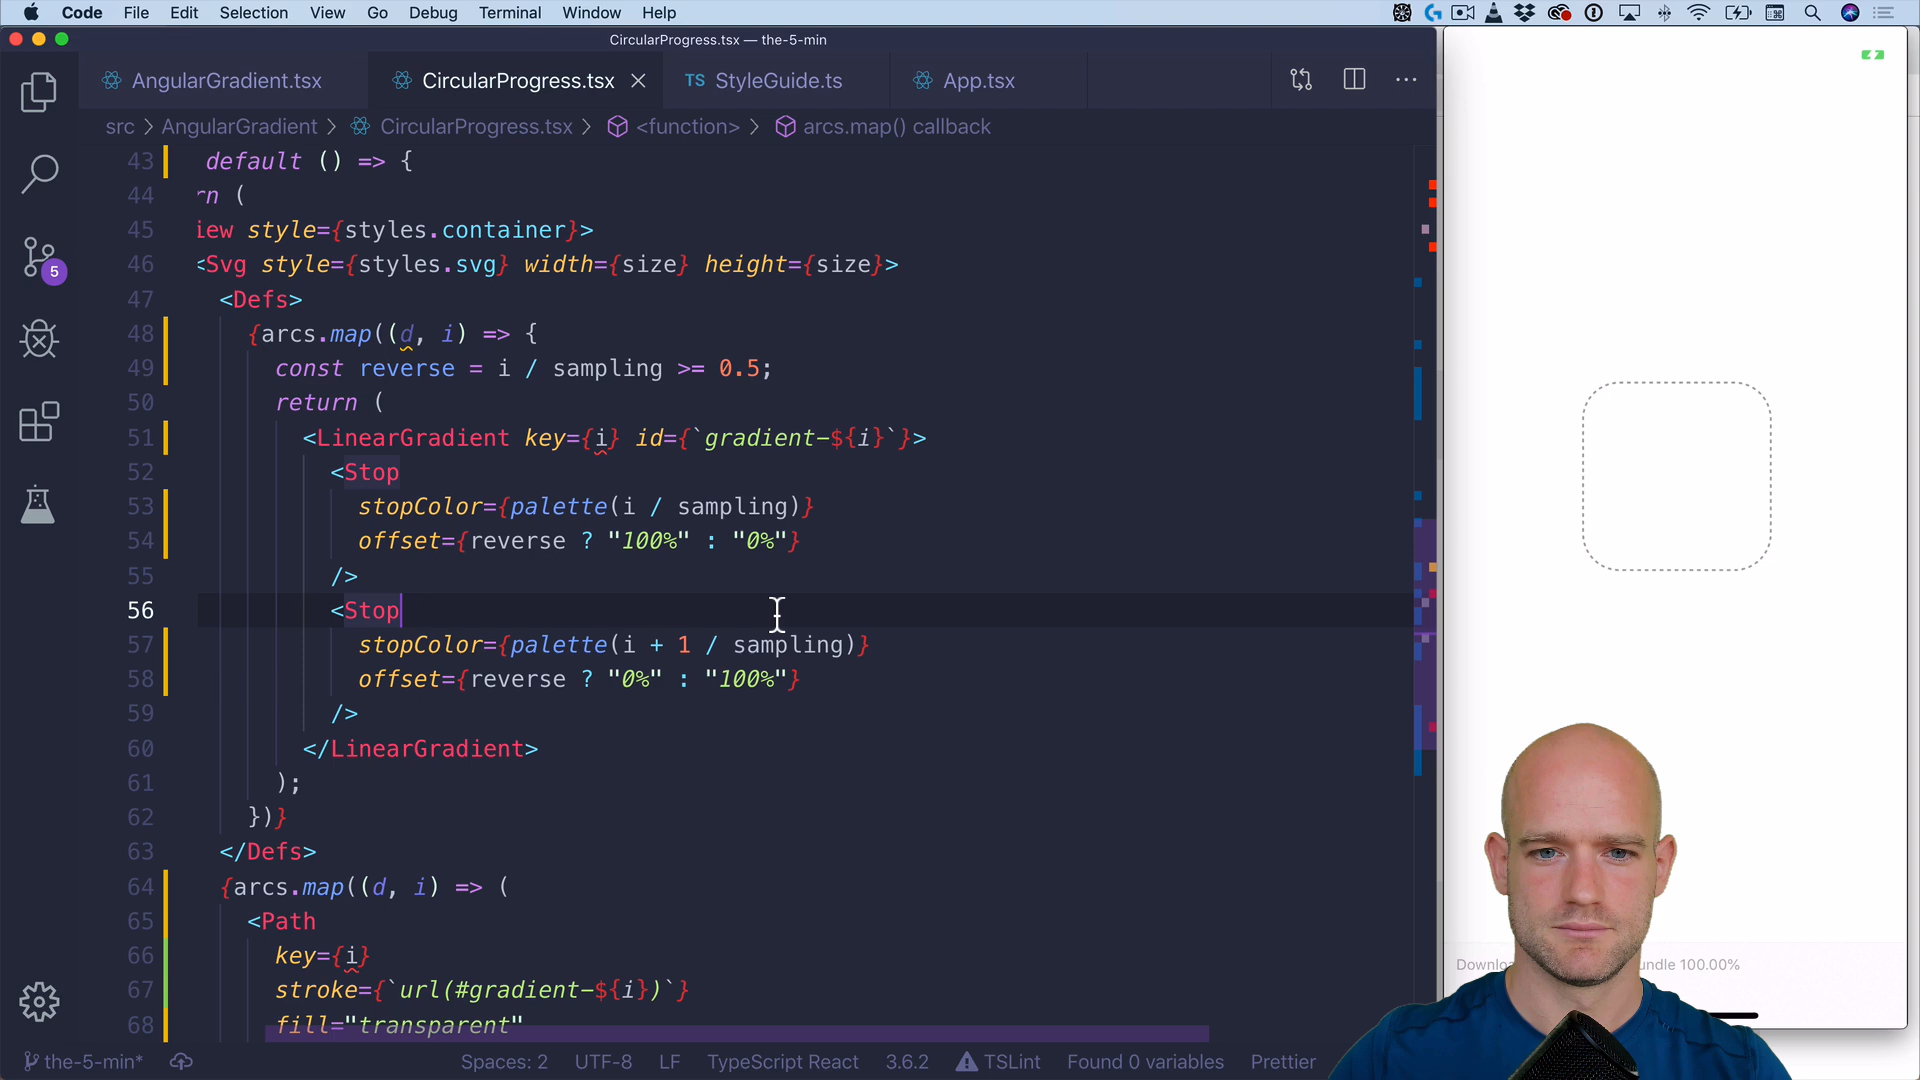 Code File Edit Selection View Go Debug Terminal Window Help
CircularProgress.tsx — the-5-min
AngularGradient.tsx CircularProgress.tsx TS StyleGuide.ts App.tsx
src > AngularGradient > CircularProgress.tsx > <function> > arcs.map() callback
43 default () => {
44 rn (
45 iew style={styles.container}>
46 <Svg style={styles.svg} width={size} height={size}>
47 <Defs>
48 {arcs.map((d, i) => {
49 const reverse = i / sampling >= 0.5;
50 return (
51 <LinearGradient key={i} id={`gradient-${i}`}>
52 <Stop
53 stopColor={palette(i / sampling)}
54 offset={reverse ? "100%" : "0%"}
55 />
56 <Stop
57 stopColor={palette(i + 1 / sampling)}
58 offset={reverse ? "0%" : "100%"}
59 />
60 </LinearGradient>
61 );
62 })}
63 </Defs>
64 {arcs.map((d, i) => (
65 <Path
66 key={i}
67 stroke={`url(#gradient-${i})`}
68 fill="transparent"
5
the-5-min* Spaces: 2 UTF-8 LF TypeScript React 3.6.2 TSLint Found 0 variables Prettier
100.00%